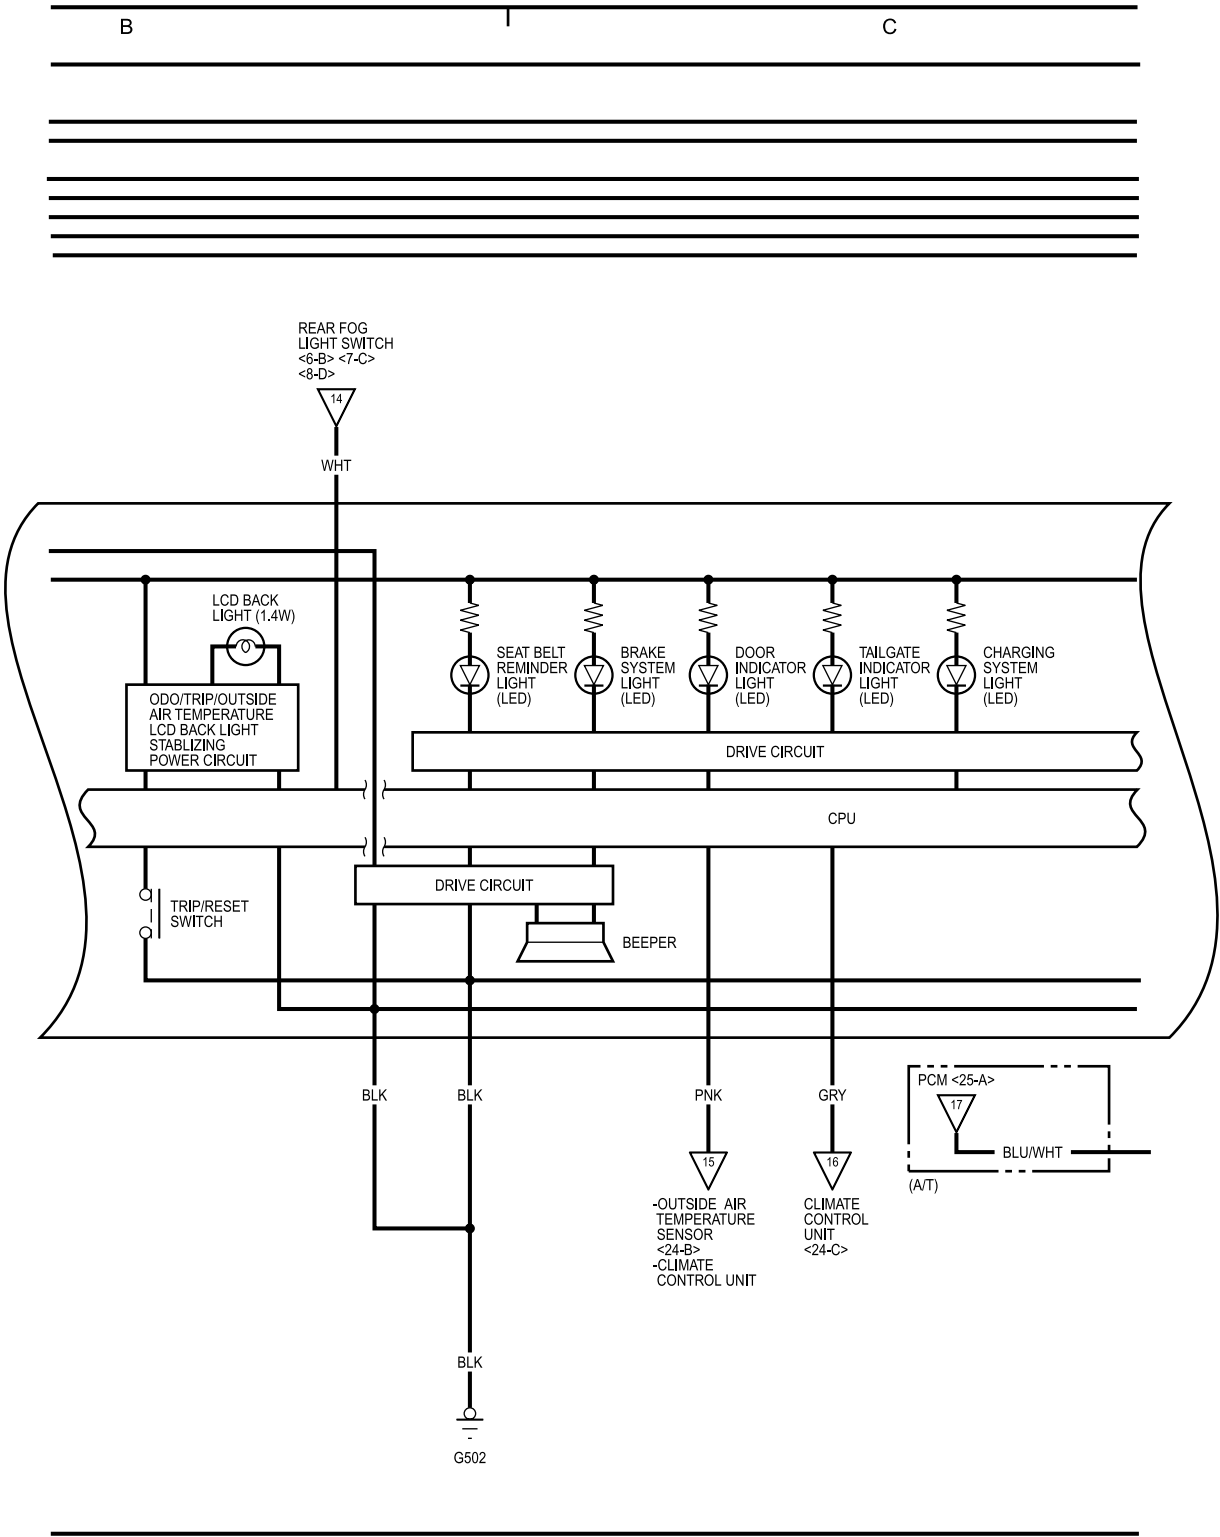 B
C
REAR FOG
LIGHT SWITCH
<6-B> <7-C>
<8-D>
14
WHT
LCD BACK
LIGHT (1.4W)
SEAT BELT
REMINDER
LIGHT
(LED)
BRAKE
SYSTEM
LIGHT
(LED)
DOOR
INDICATOR
LIGHT
(LED)
TAILGATE
INDICATOR
LIGHT
(LED)
CHARGING
SYSTEM
LIGHT
(LED)
ODO/TRIP/OUTSIDE
AIR TEMPERATURE
LCD BACK LIGHT
STABLIZING
POWER CIRCUIT
DRIVE CIRCUIT
CPU
DRIVE CIRCUIT
TRIP/RESET
SWITCH
BEEPER
BLK
BLK
PNK
GRY
PCM <25-A>
17
BLU/WHT
(A/T)
15
16
-OUTSIDE AIR
TEMPERATURE
SENSOR
<24-B>
-CLIMATE
CONTROL UNIT
CLIMATE
CONTROL
UNIT
<24-C>
BLK
G502